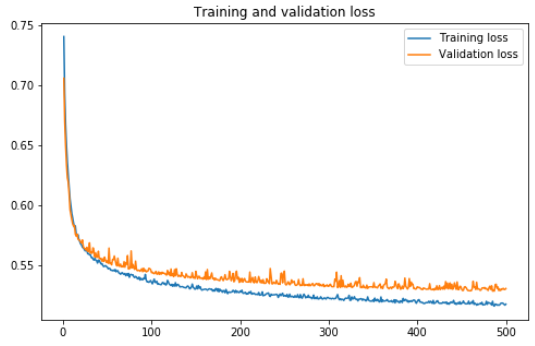 Training and validation loss
Training loss
Validation loss
0.75
0.70
0.65
0.60
0.55
0 100 200 300 400 500